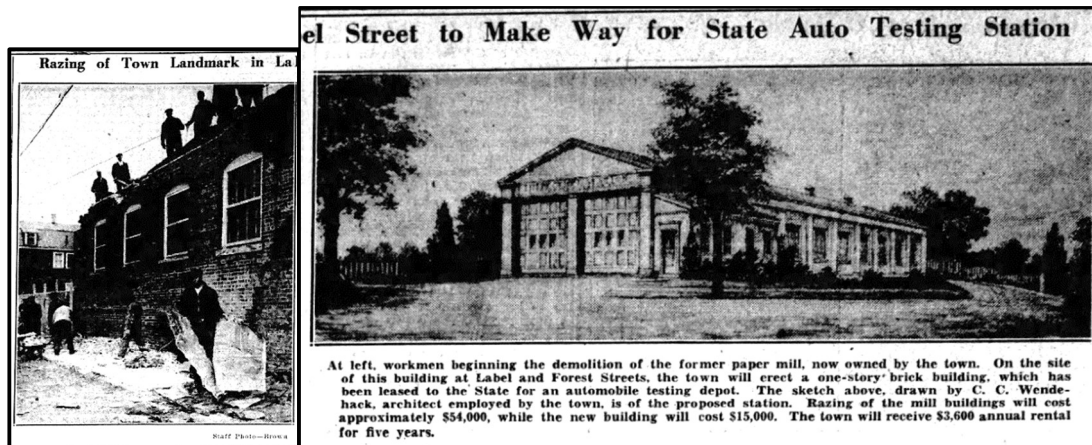 Razing of Town Landmark in La
el Street to Make Way for State Auto Testing Station
Staff Photo—Brown
At left, workmen beginning the demolition of the former paper mill, now owned by the town. On the site
of this building at Label and Forest Streets, the town will erect a one-story brick building, which has
been leased to the State for an automobile testing depot. The sketch above, drawn by C. C. Wende-
hack, architect employed by the town, is of the proposed station. Razing of the mill buildings will cost
approximately $54,000, while the new building will cost $15,000. The town will receive $3,600 annual rental
for five years.